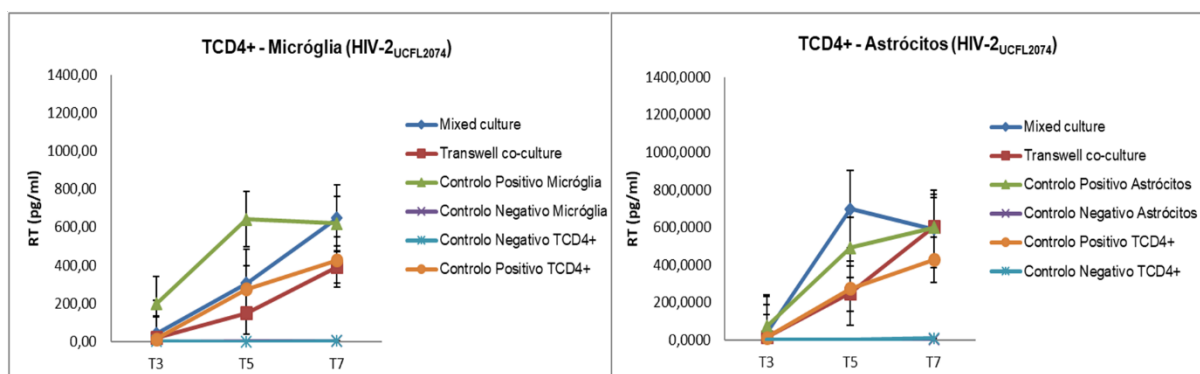 TCD4+ - Micróglia (HIV-2UCFL2074)
1400,00
1200,00
1000,00
800,00
600,00
400,00
200,00
0,00
RT (pg/ml)
T3 T5 T7
Mixed culture
Transwell co-culture
Controlo Positivo Micróglia
Controlo Negativo Micróglia
Controlo Negativo TCD4+
Controlo Positivo TCD4+
TCD4+ - Astrócitos (HIV-2UCFL2074)
1400,0000
1200,0000
1000,0000
800,0000
600,0000
400,0000
200,0000
0,0000
RT (pg/ml)
T3 T5 T7
Mixed culture
Transwell co-culture
Controlo Positivo Astrócitos
Controlo Negativo Astrócitos
Controlo Positivo TCD4+
Controlo Negativo TCD4+